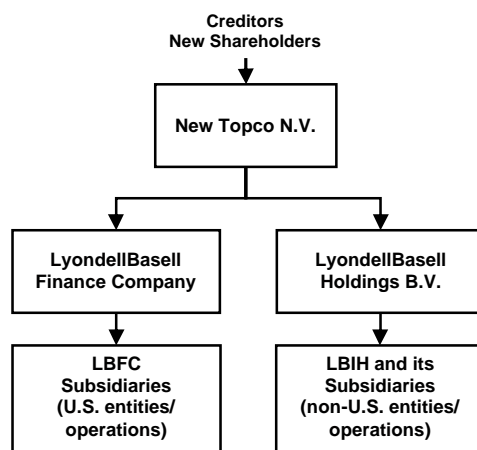 Creditors
New Shareholders
New Topco N.V.
LyondellBasell
Finance Company
LyondellBasell
Holdings B.V.
LBFC
Subsidiaries
(U.S. entities/
operations)
LBIH and its
Subsidiaries
(non-U.S. entities/
operations)